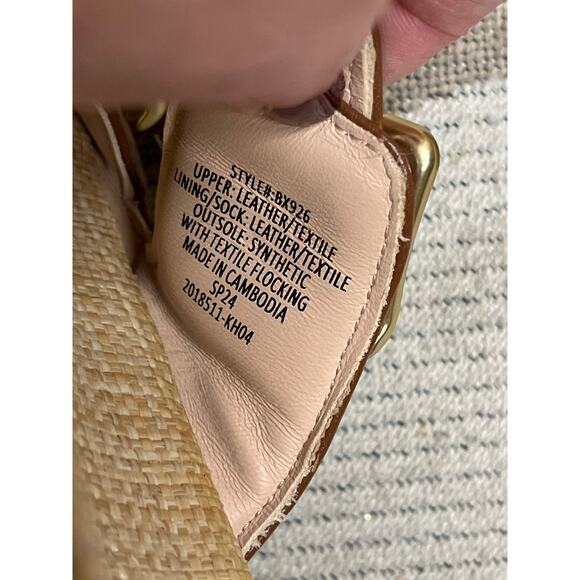 STYLE#:BX926
UPPER: LEATHER/TEXTILE
LINING/SOCK: LEATHER/TEXTILE
OUTSOLE: SYNTHETIC
WITH TEXTILE FLOCKING
MADE IN CAMBODIA
SP24
2018511-KH04